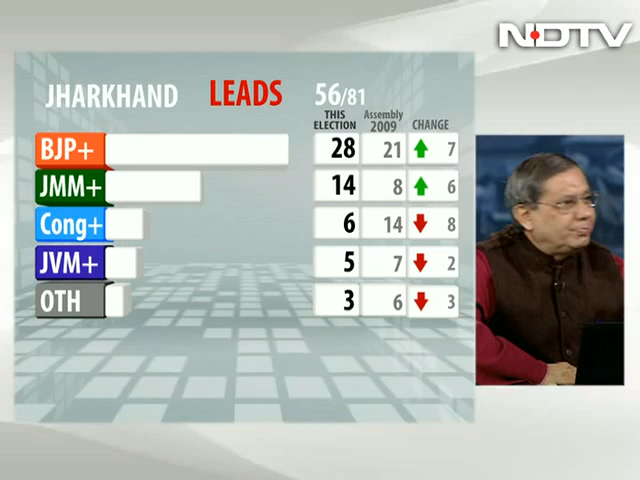 NDTV
JHARKHAND LEADS 56/81
THIS ELECTION Assembly 2009 CHANGE
BJP+ 28 21 7
JMM+ 14 8 6
Cong+ 6 14 8
JVM+ 5 7 2
OTH 3 6 3